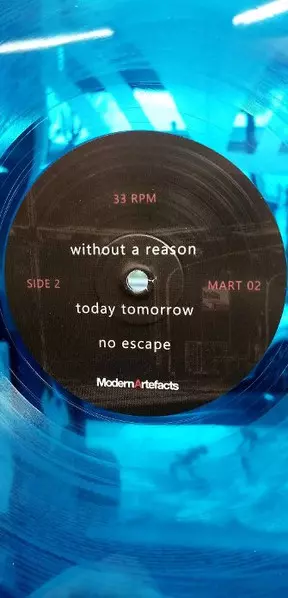 33 RPM
without a reason
SIDE 2
MART 02
today tomorrow
no escape
ModernArtefacts